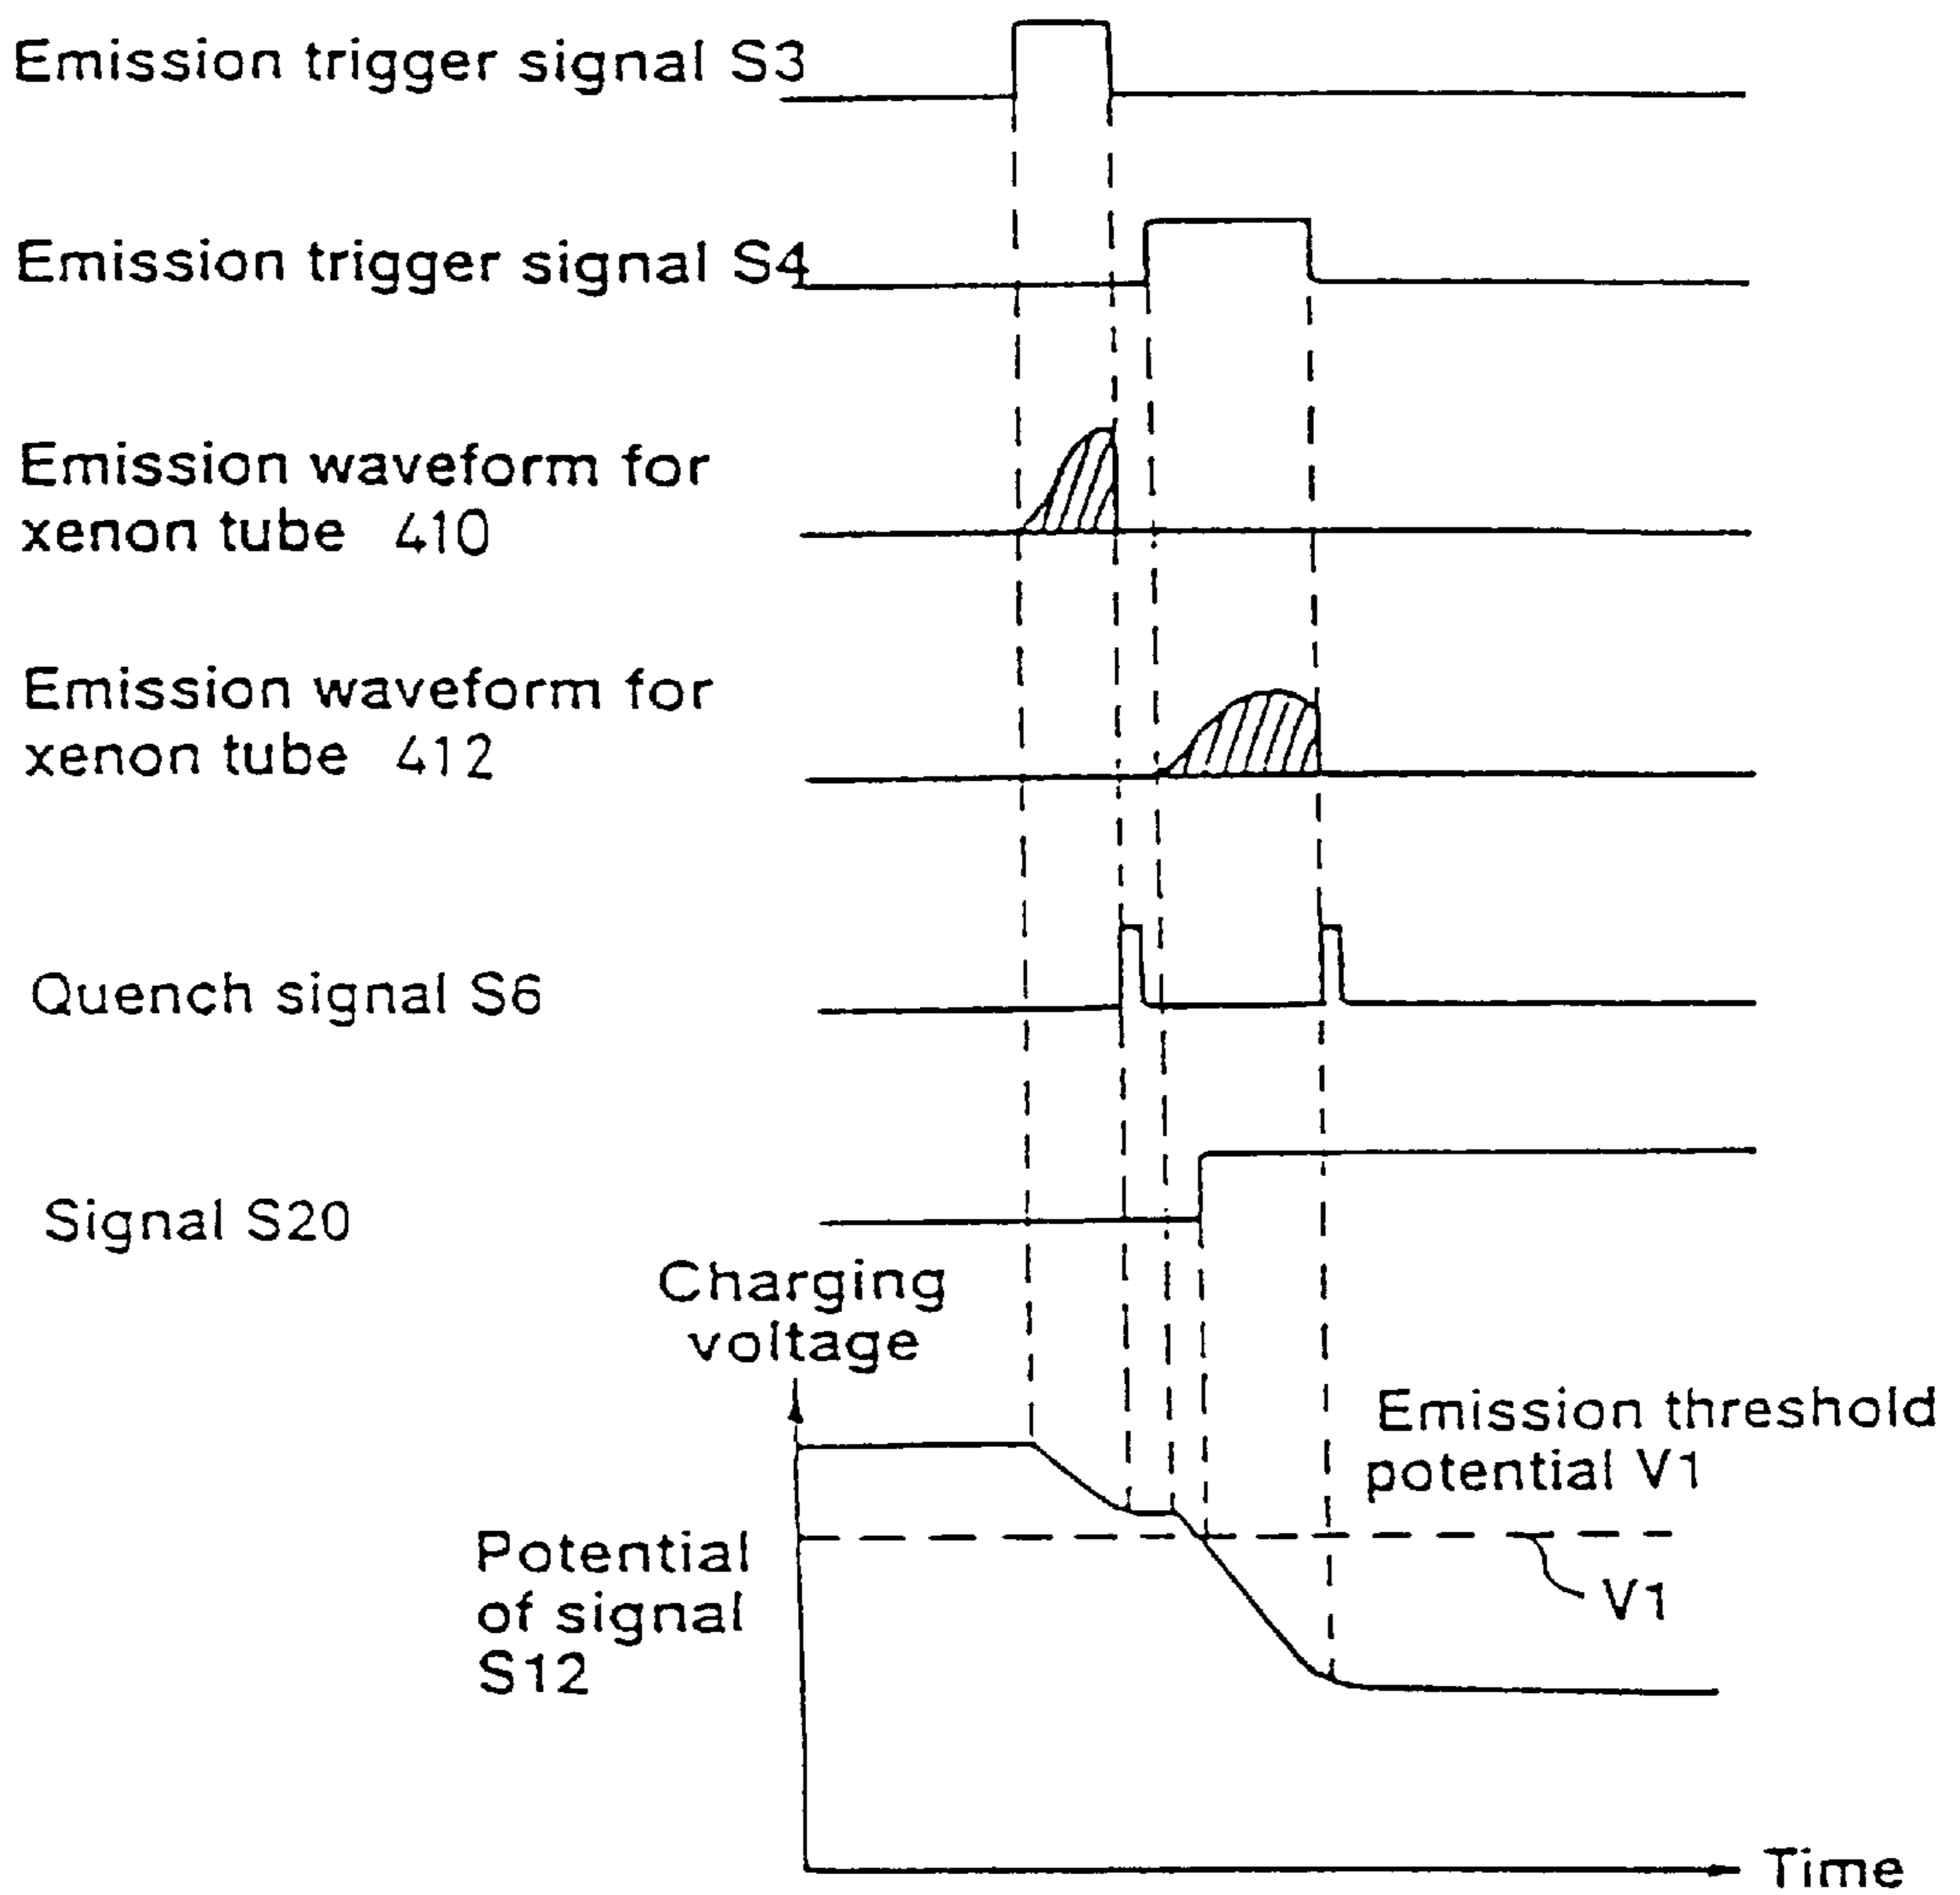 Emission trigger signal S3
Emission trigger signal S4
Emission waveform for
xenon tube 410
Emission waveform for
xenon tube 412
Quench signal S6
Signal S20
Charging
voltage
Emission threshold
potential V1
Potential
of signal
S12
V1
Time